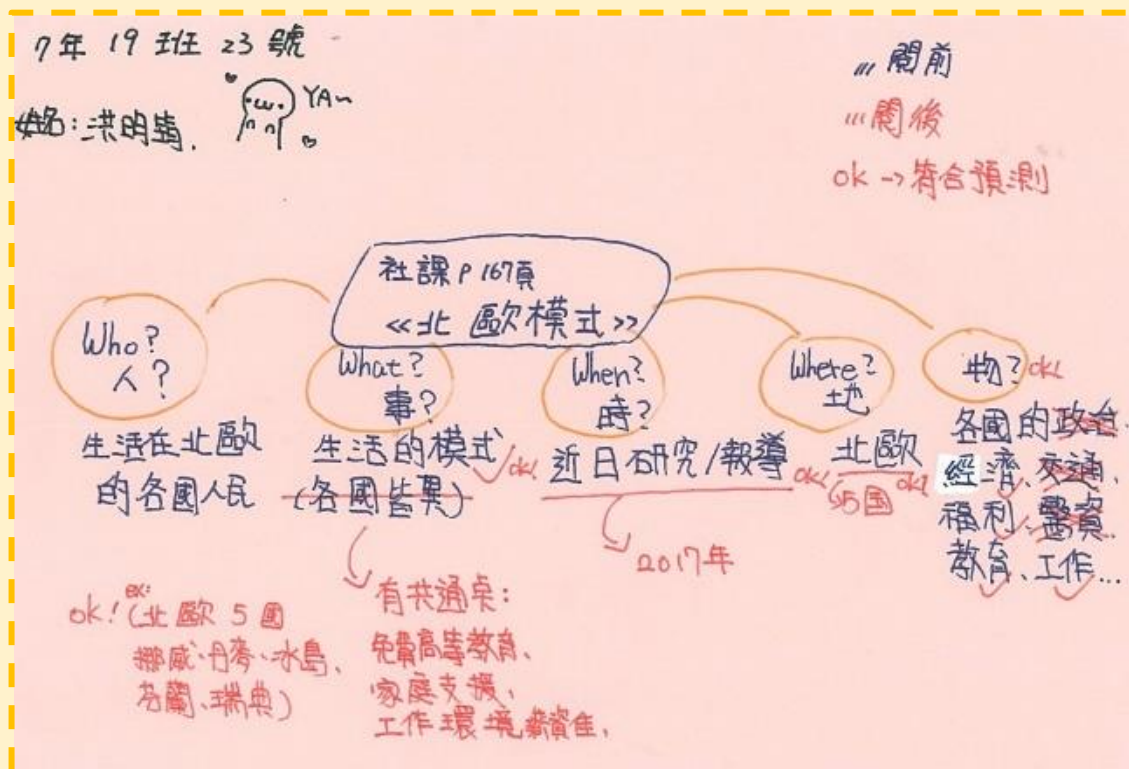 7年 19班 23號
姓名:洪明
YA~
閱前
閱後
ok → 符合預測
社課P167頁
《北歐模式》
Who?
人?
生活在北歐
的各國人民
ok! ex:(北歐5國
挪威、丹麥、冰島、
芬蘭、瑞典)
What?
事?
生活的模式 ok!
(各國皆異)
有共通点:
免費高等教育、
家庭支援、
工作環境薪資佳,
When?
時?
近日研究/報導 ok!
2017年
Where?
地
北歐 ok!
5国
物? ok!
各國的政治、
經濟、交通、
福利、醫資、
教育、工作...